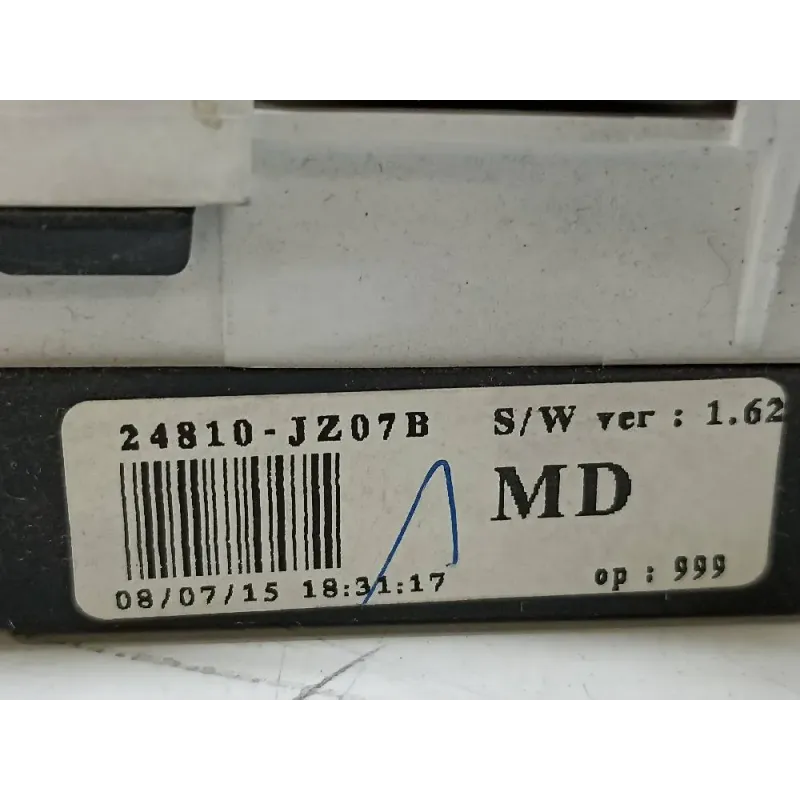 24810-JZ07B S/W ver : 1.62
MD
08/07/15 18:31:17 op : 999